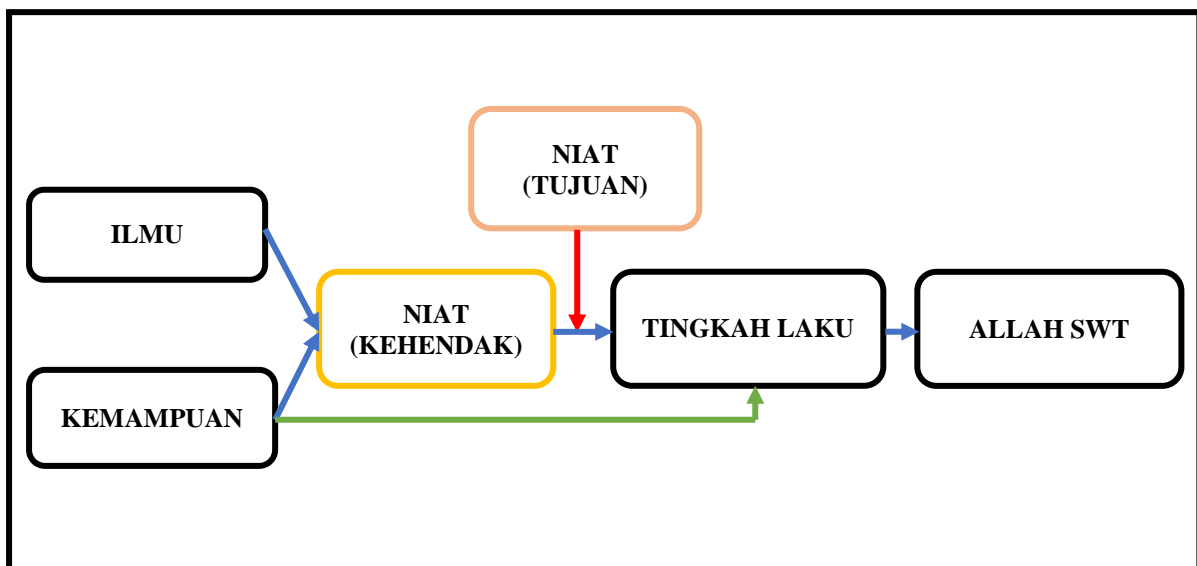 NIAT
(TUJUAN)
ILMU
NIAT
(KEHENDAK)
TINGKAH LAKU
ALLAH SWT
KEMAMPUAN